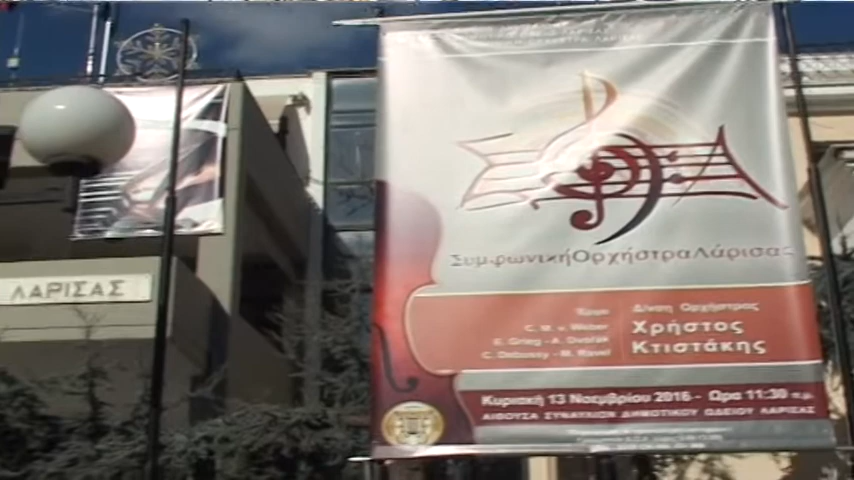 ΛΑΡΙΣΑΣ
ΣυμφωνικήΟρχήστραΛάρισας
Έργα
C. M. v. Weber
E. Grieg - A. Dvořák
C. Debussy - M. Ravel
Δ/νση Ορχήστρας
Χρήστος
Κτιστάκης
Κυριακή 13 Νοεμβρίου 2016 - Ώρα 11:30 π.μ.
ΑΙΘΟΥΣΑ ΣΥΝΑΥΛΙΩΝ ΔΗΜΟΤΙΚΟΥ ΩΔΕΙΟΥ ΛΑΡΙΣΑΣ